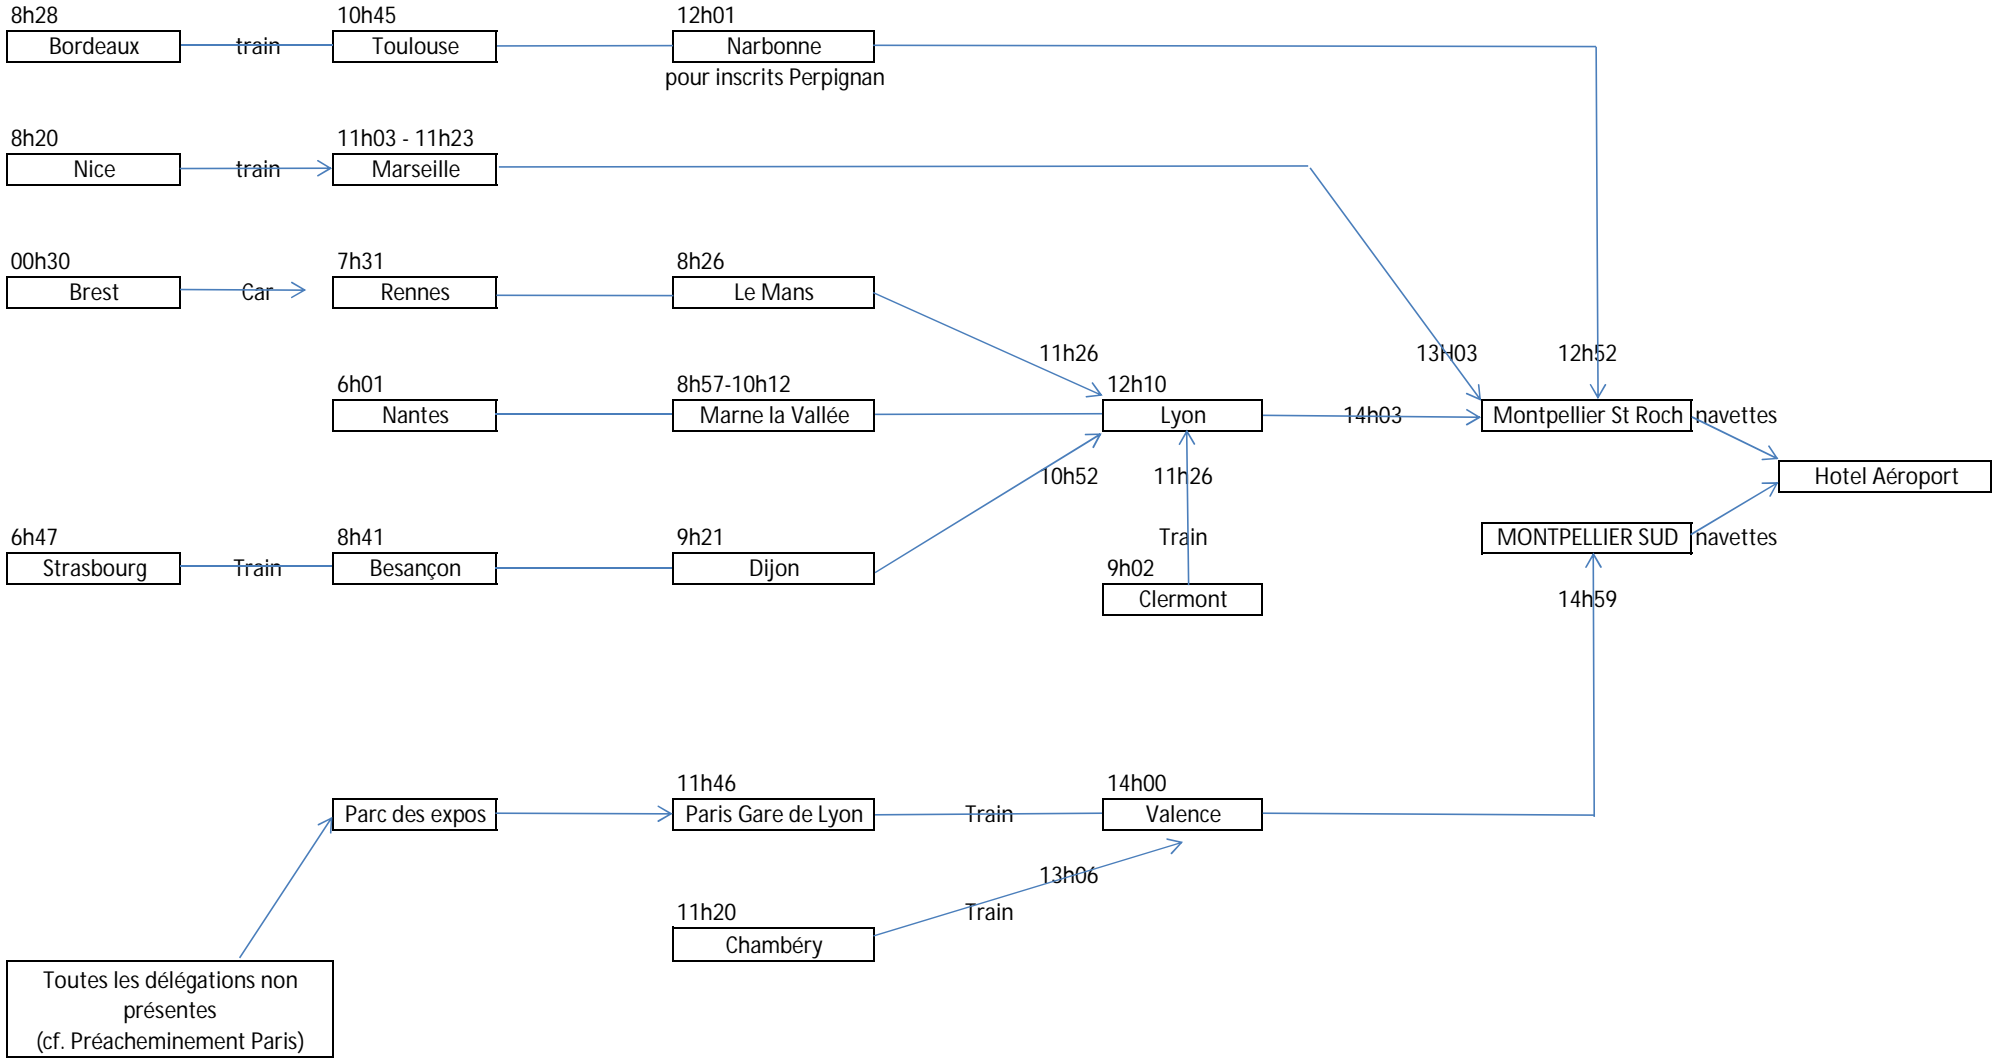 8h28 10h45 12h01
Bordeaux train Toulouse Narbonne
pour inscrits Perpignan
8h20 11h03 - 11h23
Nice train Marseille
00h30 7h31 8h26
Brest Car Rennes Le Mans
11h26 13H03 12h52
6h01 8h57-10h12 12h10
Nantes Marne la Vallée Lyon 14h03 Montpellier St Roch navettes
10h52 11h26 Hotel Aéroport
6h47 8h41 9h21 Train MONTPELLIER SUD navettes
Strasbourg Train Besançon Dijon 9h02
Clermont 14h59
11h46 14h00
Parc des expos Paris Gare de Lyon Train Valence
13h06
11h20 Train
Chambéry
Toutes les délégations non
présentes
(cf. Préacheminement Paris)